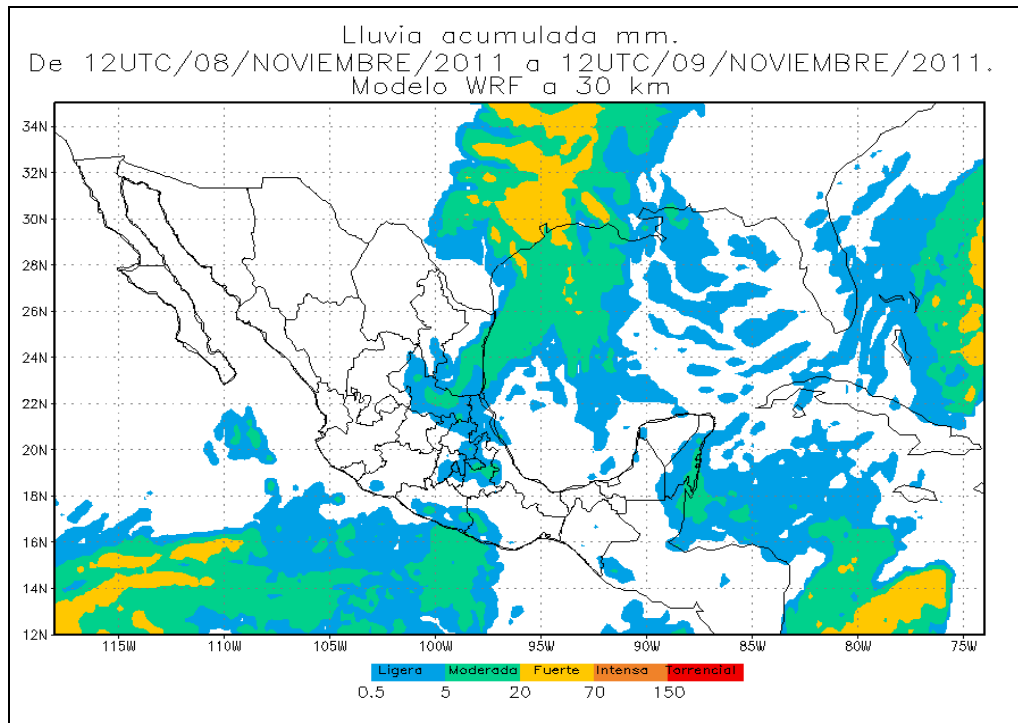 Lluvia acumulada mm.
De 12UTC/08/NOVIEMBRE/2011 a 12UTC/09/NOVIEMBRE/2011.
Modelo WRF a 30 km
34N
32N
30N
28N
26N
24N
22N
20N
18N
16N
14N
12N
115W 110W 105W 100W 95W 90W 85W 80W 75W
Ligera Moderada Fuerte Intensa Torrencial
0.5 5 20 70 150